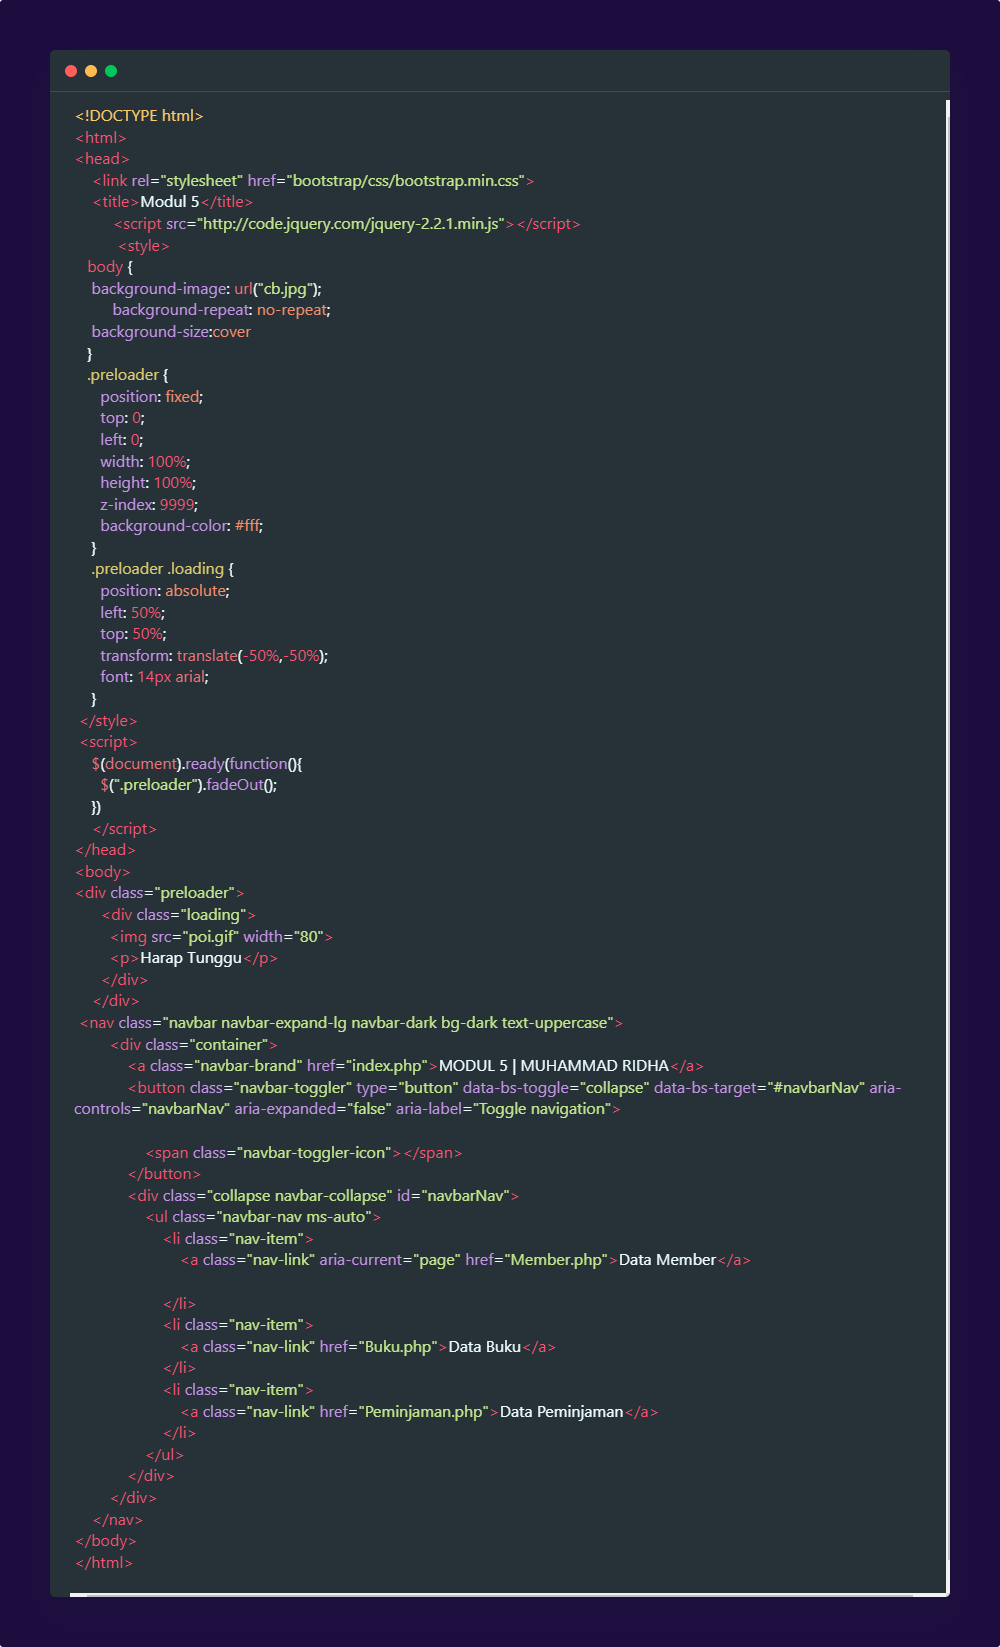 <!DOCTYPE html>
<html>
<head>
    <link rel="stylesheet" href="bootstrap/css/bootstrap.min.css">
    <title>Modul 5</title>
         <script src="http://code.jquery.com/jquery-2.2.1.min.js"></script>
          <style>
   body {
    background-image: url("cb.jpg");
         background-repeat: no-repeat;
    background-size:cover
   }
   .preloader {
      position: fixed;
      top: 0;
      left: 0;
      width: 100%;
      height: 100%;
      z-index: 9999;
      background-color: #fff;
    }
    .preloader .loading {
      position: absolute;
      left: 50%;
      top: 50%;
      transform: translate(-50%,-50%);
      font: 14px arial;
    }
 </style>
 <script>
    $(document).ready(function(){
      $(".preloader").fadeOut();
    })
    </script>
</head>
<body>
<div class="preloader">
      <div class="loading">
        <img src="poi.gif" width="80">
        <p>Harap Tunggu</p>
      </div>
    </div>
 <nav class="navbar navbar-expand-lg navbar-dark bg-dark text-uppercase">
        <div class="container">
            <a class="navbar-brand" href="index.php">MODUL 5 | MUHAMMAD RIDHA</a>
            <button class="navbar-toggler" type="button" data-bs-toggle="collapse" data-bs-target="#navbarNav" aria-
controls="navbarNav" aria-expanded="false" aria-label="Toggle navigation">
                <span class="navbar-toggler-icon"></span>
            </button>
            <div class="collapse navbar-collapse" id="navbarNav">
                <ul class="navbar-nav ms-auto">
                    <li class="nav-item">
                        <a class="nav-link" aria-current="page" href="Member.php">Data Member</a>
                    </li>
                    <li class="nav-item">
                        <a class="nav-link" href="Buku.php">Data Buku</a>
                    </li>
                    <li class="nav-item">
                        <a class="nav-link" href="Peminjaman.php">Data Peminjaman</a>
                    </li>
                </ul>
            </div>
        </div>
    </nav>
</body>
</html>